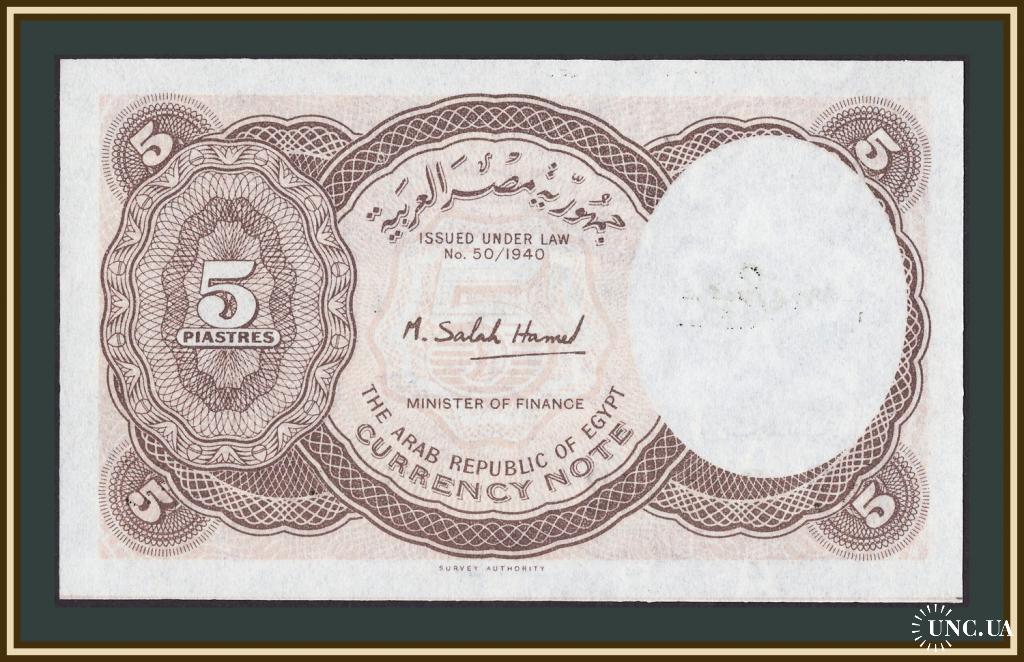 5
5
جمهورية مصر العربية
ISSUED UNDER LAW
No. 50/1940
5
PIASTRES
M. Salah Hamed
MINISTER OF FINANCE
THE ARAB REPUBLIC OF EGYPT
CURRENCY NOTE
5
5
SURVEY AUTHORITY
UNC.UA